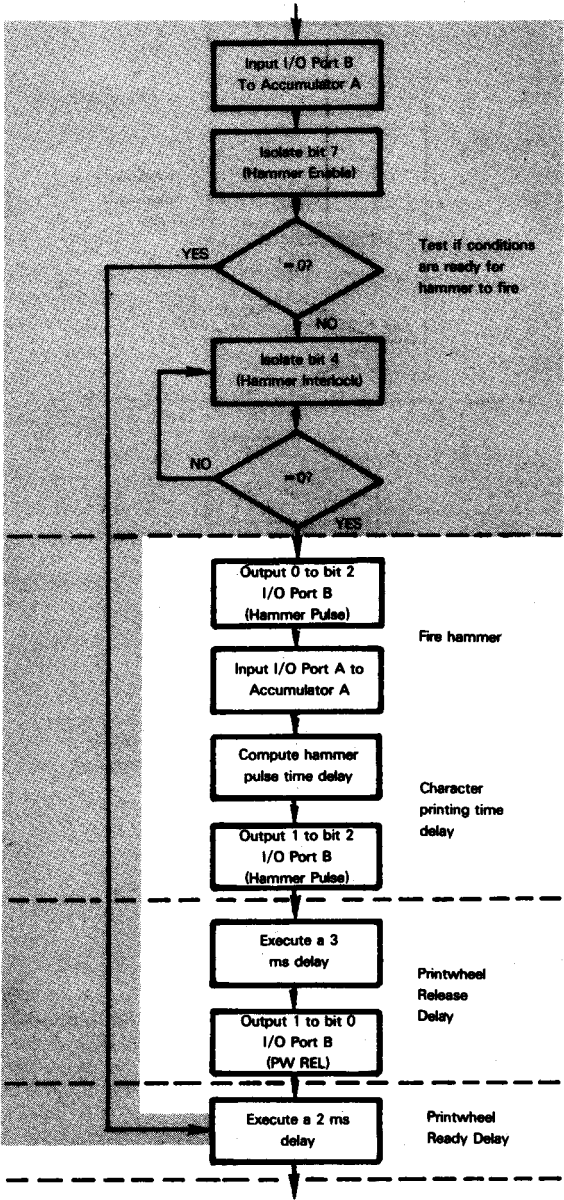 Input I/O Port B
To Accumulator A
Isolate bit 7
(Hammer Enable)
YES
= 0?
Test if conditions
are ready for
hammer to fire
NO
Isolate bit 4
(Hammer Interlock)
NO
= 0?
YES
Output 0 to bit 2
I/O Port B
(Hammer Pulse)
Fire hammer
Input I/O Port A to
Accumulator A
Compute hammer
pulse time delay
Character
printing time
delay
Output 1 to bit 2
I/O Port B
(Hammer Pulse)
Execute a 3
ms delay
Printwheel
Release
Delay
Output 1 to bit 0
I/O Port B
(PW REL)
Execute a 2 ms
delay
Printwheel
Ready Delay